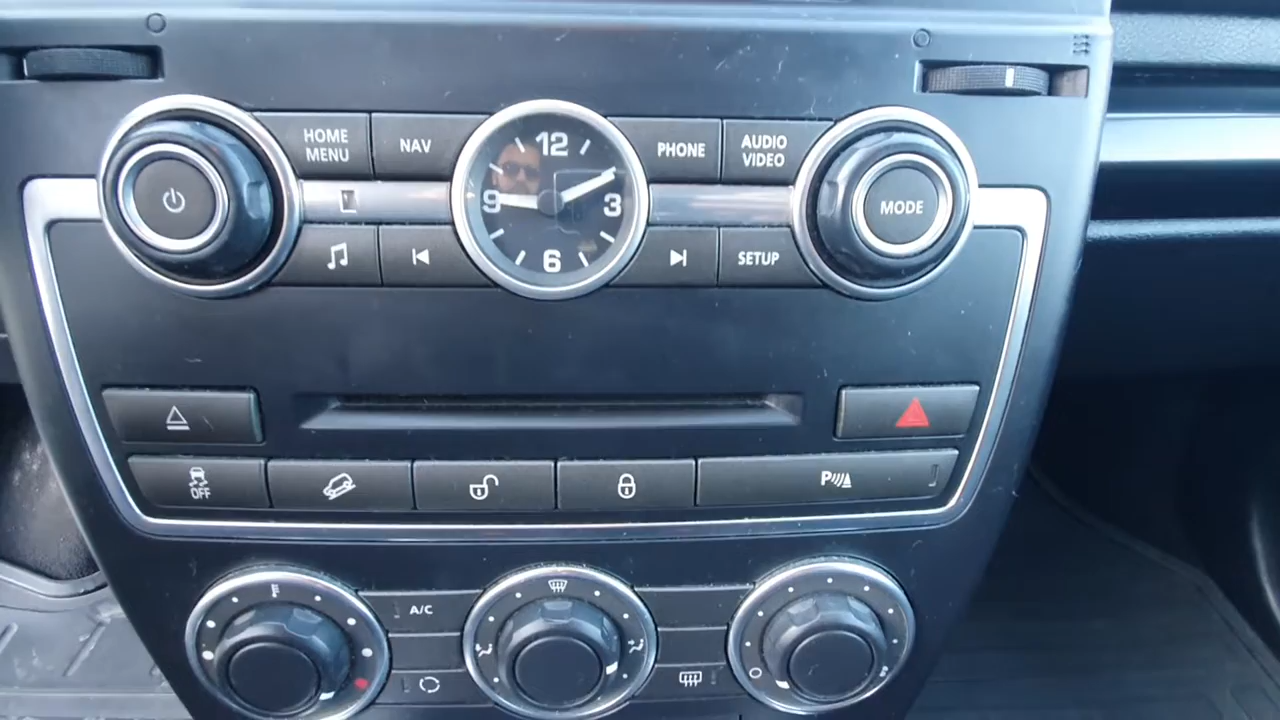 HOME
MENU
NAV
12
9
3
6
PHONE
AUDIO
VIDEO
MODE
SETUP
OFF
P
A/C